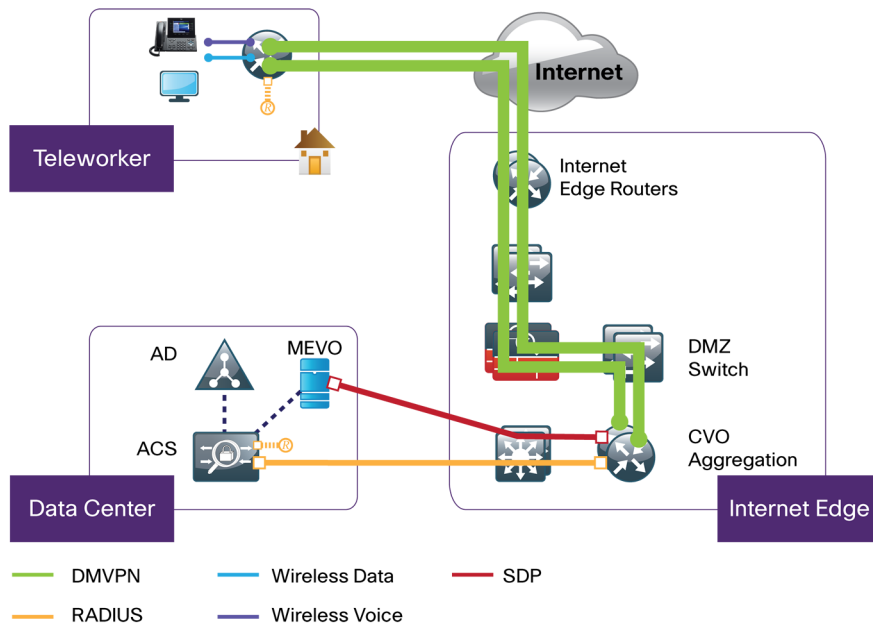 Internet
Teleworker
R
Internet
Edge Routers
AD
MEVO
DMZ
Switch
ACS
R
CVO
Aggregation
Data Center
Internet Edge
DMVPN
Wireless Data
SDP
RADIUS
Wireless Voice